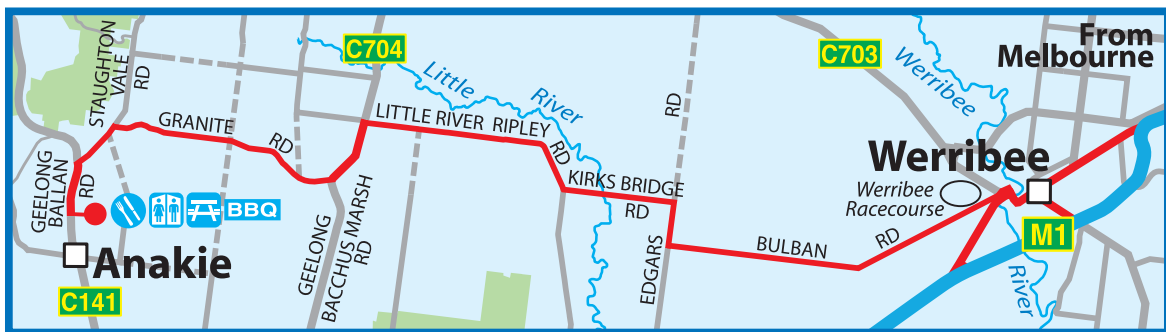 From
Melbourne
C704
C703
STAUGHTON
VALE
RD
Little
River
Werribee
GRANITE
RD
LITTLE RIVER RIPLEY
RD
RD
Werribee
GEELONG
BALLAN
RD
KIRKS BRIDGE
RD
Werribee
Racecourse
BBQ
GEELONG
BACCHUS MARSH
RD
EDGARS
BULBAN
RD
M1
Anakie
River
C141